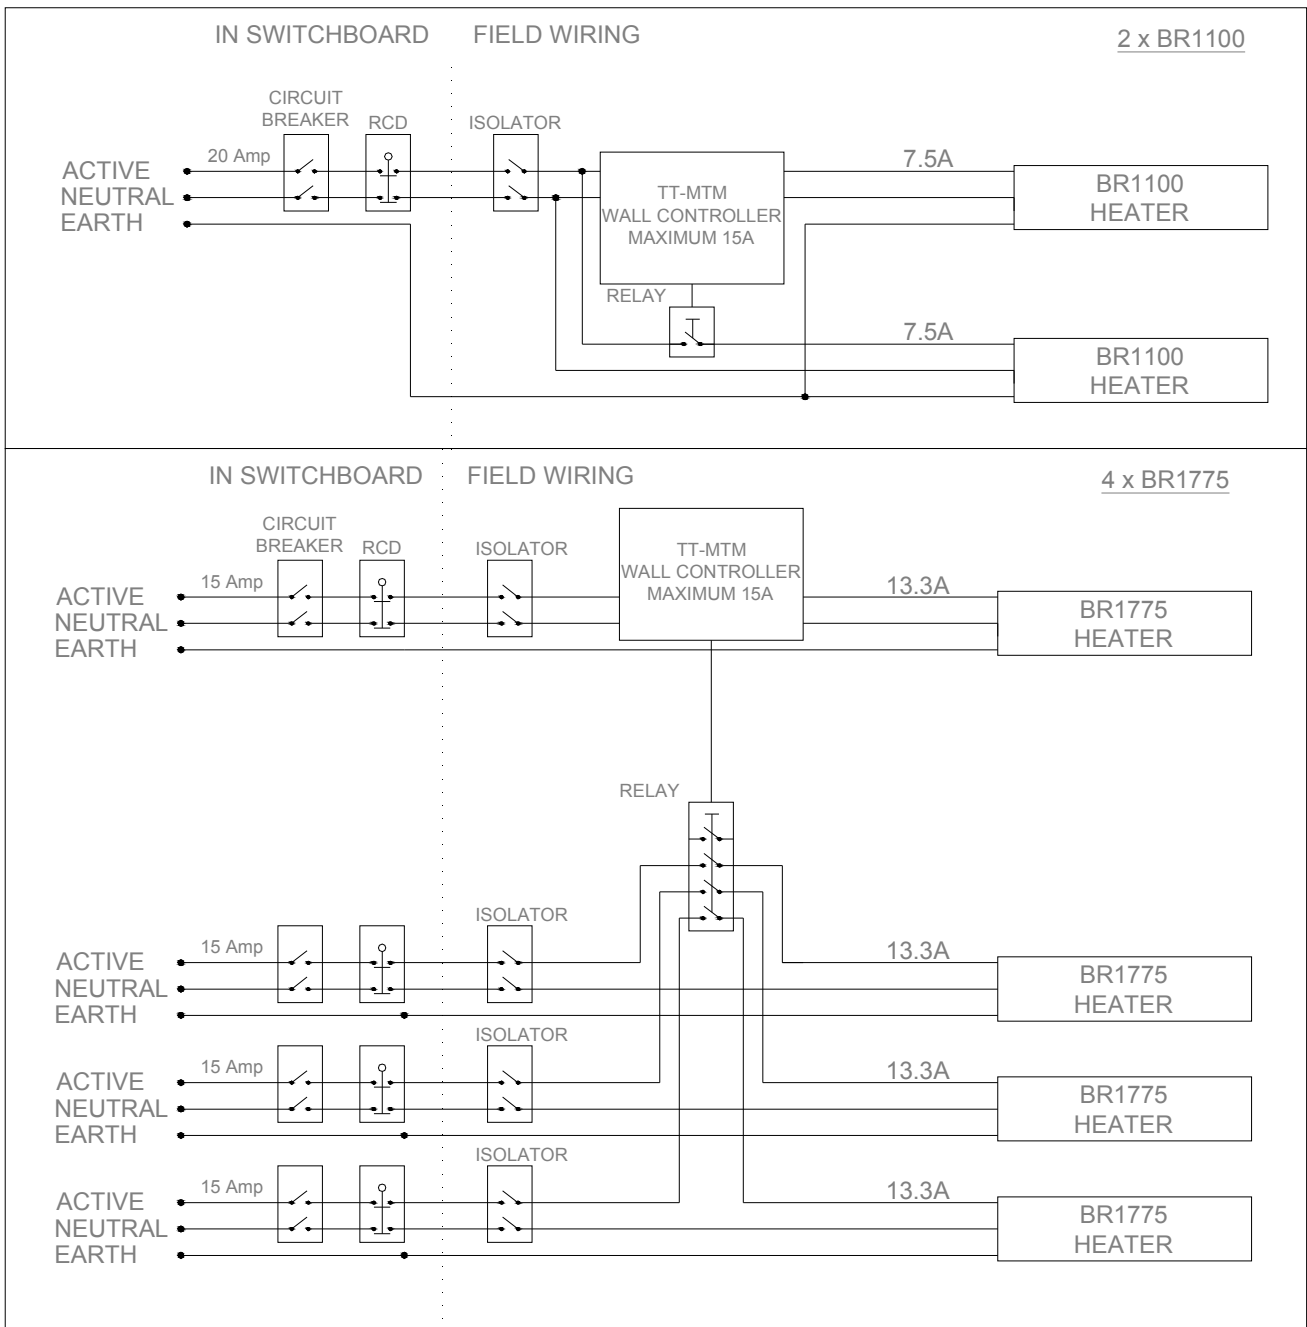 IN SWITCHBOARD FIELD WIRING 2 x BR1100
CIRCUIT
BREAKER RCD ISOLATOR
20 Amp 7.5A
ACTIVE
NEUTRAL
EARTH
TT-MTM
WALL CONTROLLER
MAXIMUM 15A
BR1100
HEATER
RELAY
7.5A
BR1100
HEATER
IN SWITCHBOARD FIELD WIRING 4 x BR1775
CIRCUIT
BREAKER RCD ISOLATOR
TT-MTM
WALL CONTROLLER
MAXIMUM 15A
15 Amp 13.3A
ACTIVE
NEUTRAL
EARTH
BR1775
HEATER
RELAY
ISOLATOR
15 Amp 13.3A
ACTIVE
NEUTRAL
EARTH
BR1775
HEATER
ISOLATOR
15 Amp 13.3A
ACTIVE
NEUTRAL
EARTH
BR1775
HEATER
ISOLATOR
15 Amp 13.3A
ACTIVE
NEUTRAL
EARTH
BR1775
HEATER